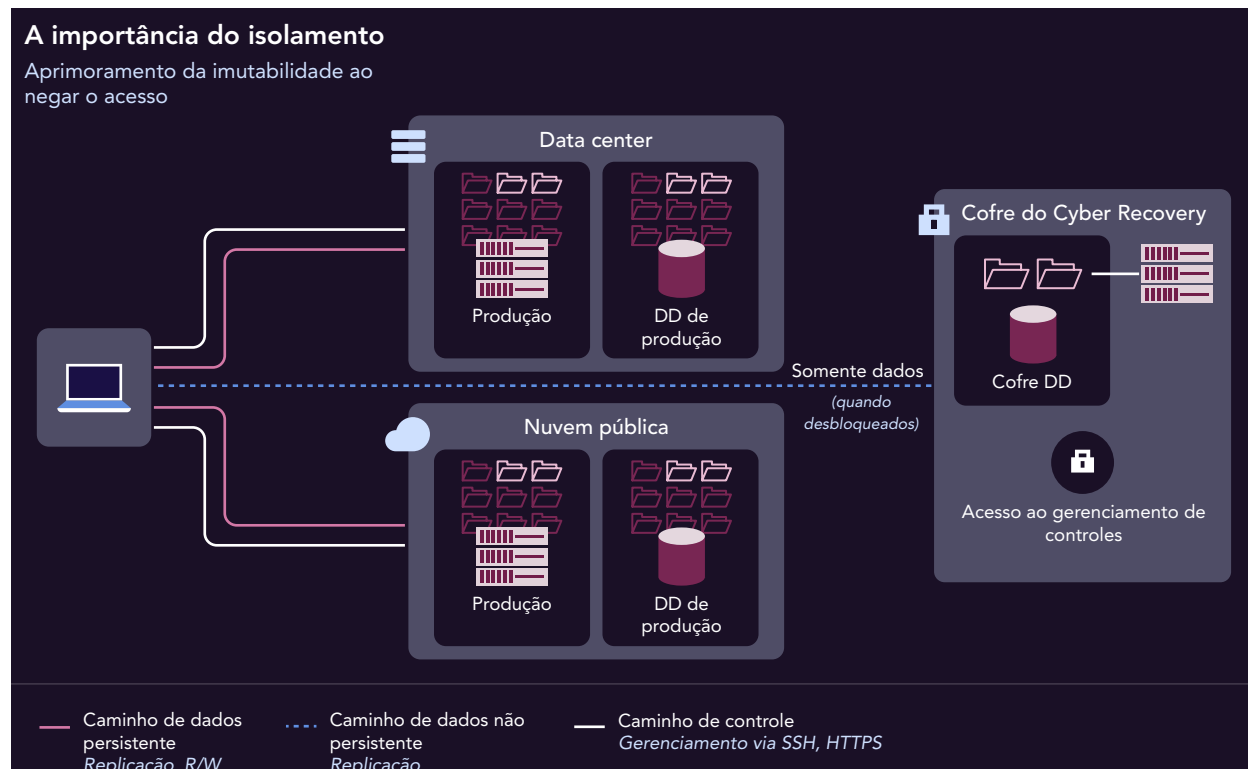 A importância do isolamento
Aprimoramento da imutabilidade ao
negar o acesso
Data center
Produção
DD de
produção
Nuvem pública
Produção
DD de
produção
Somente dados
(quando
desbloqueados)
Cofre do Cyber Recovery
Cofre DD
Acesso ao gerenciamento de
controles
Caminho de dados
persistente
Replicação, R/W
Caminho de dados não
persistente
Replicação
Caminho de controle
Gerenciamento via SSH, HTTPS